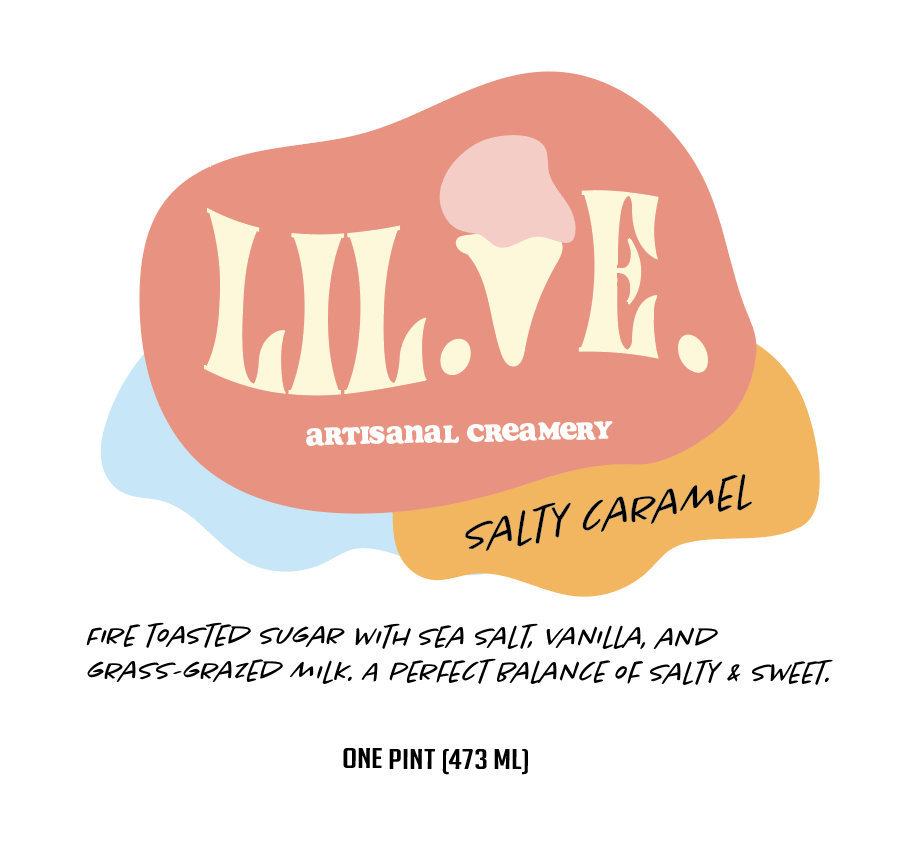 LIL.VE.
ARTISANAL CREAMERY
SALTY CARAMEL
FIRE TOASTED SUGAR WITH SEA SALT, VANILLA, AND
GRASS-GRAZED MILK. A PERFECT BALANCE OF SALTY & SWEET.
ONE PINT (473 ML)